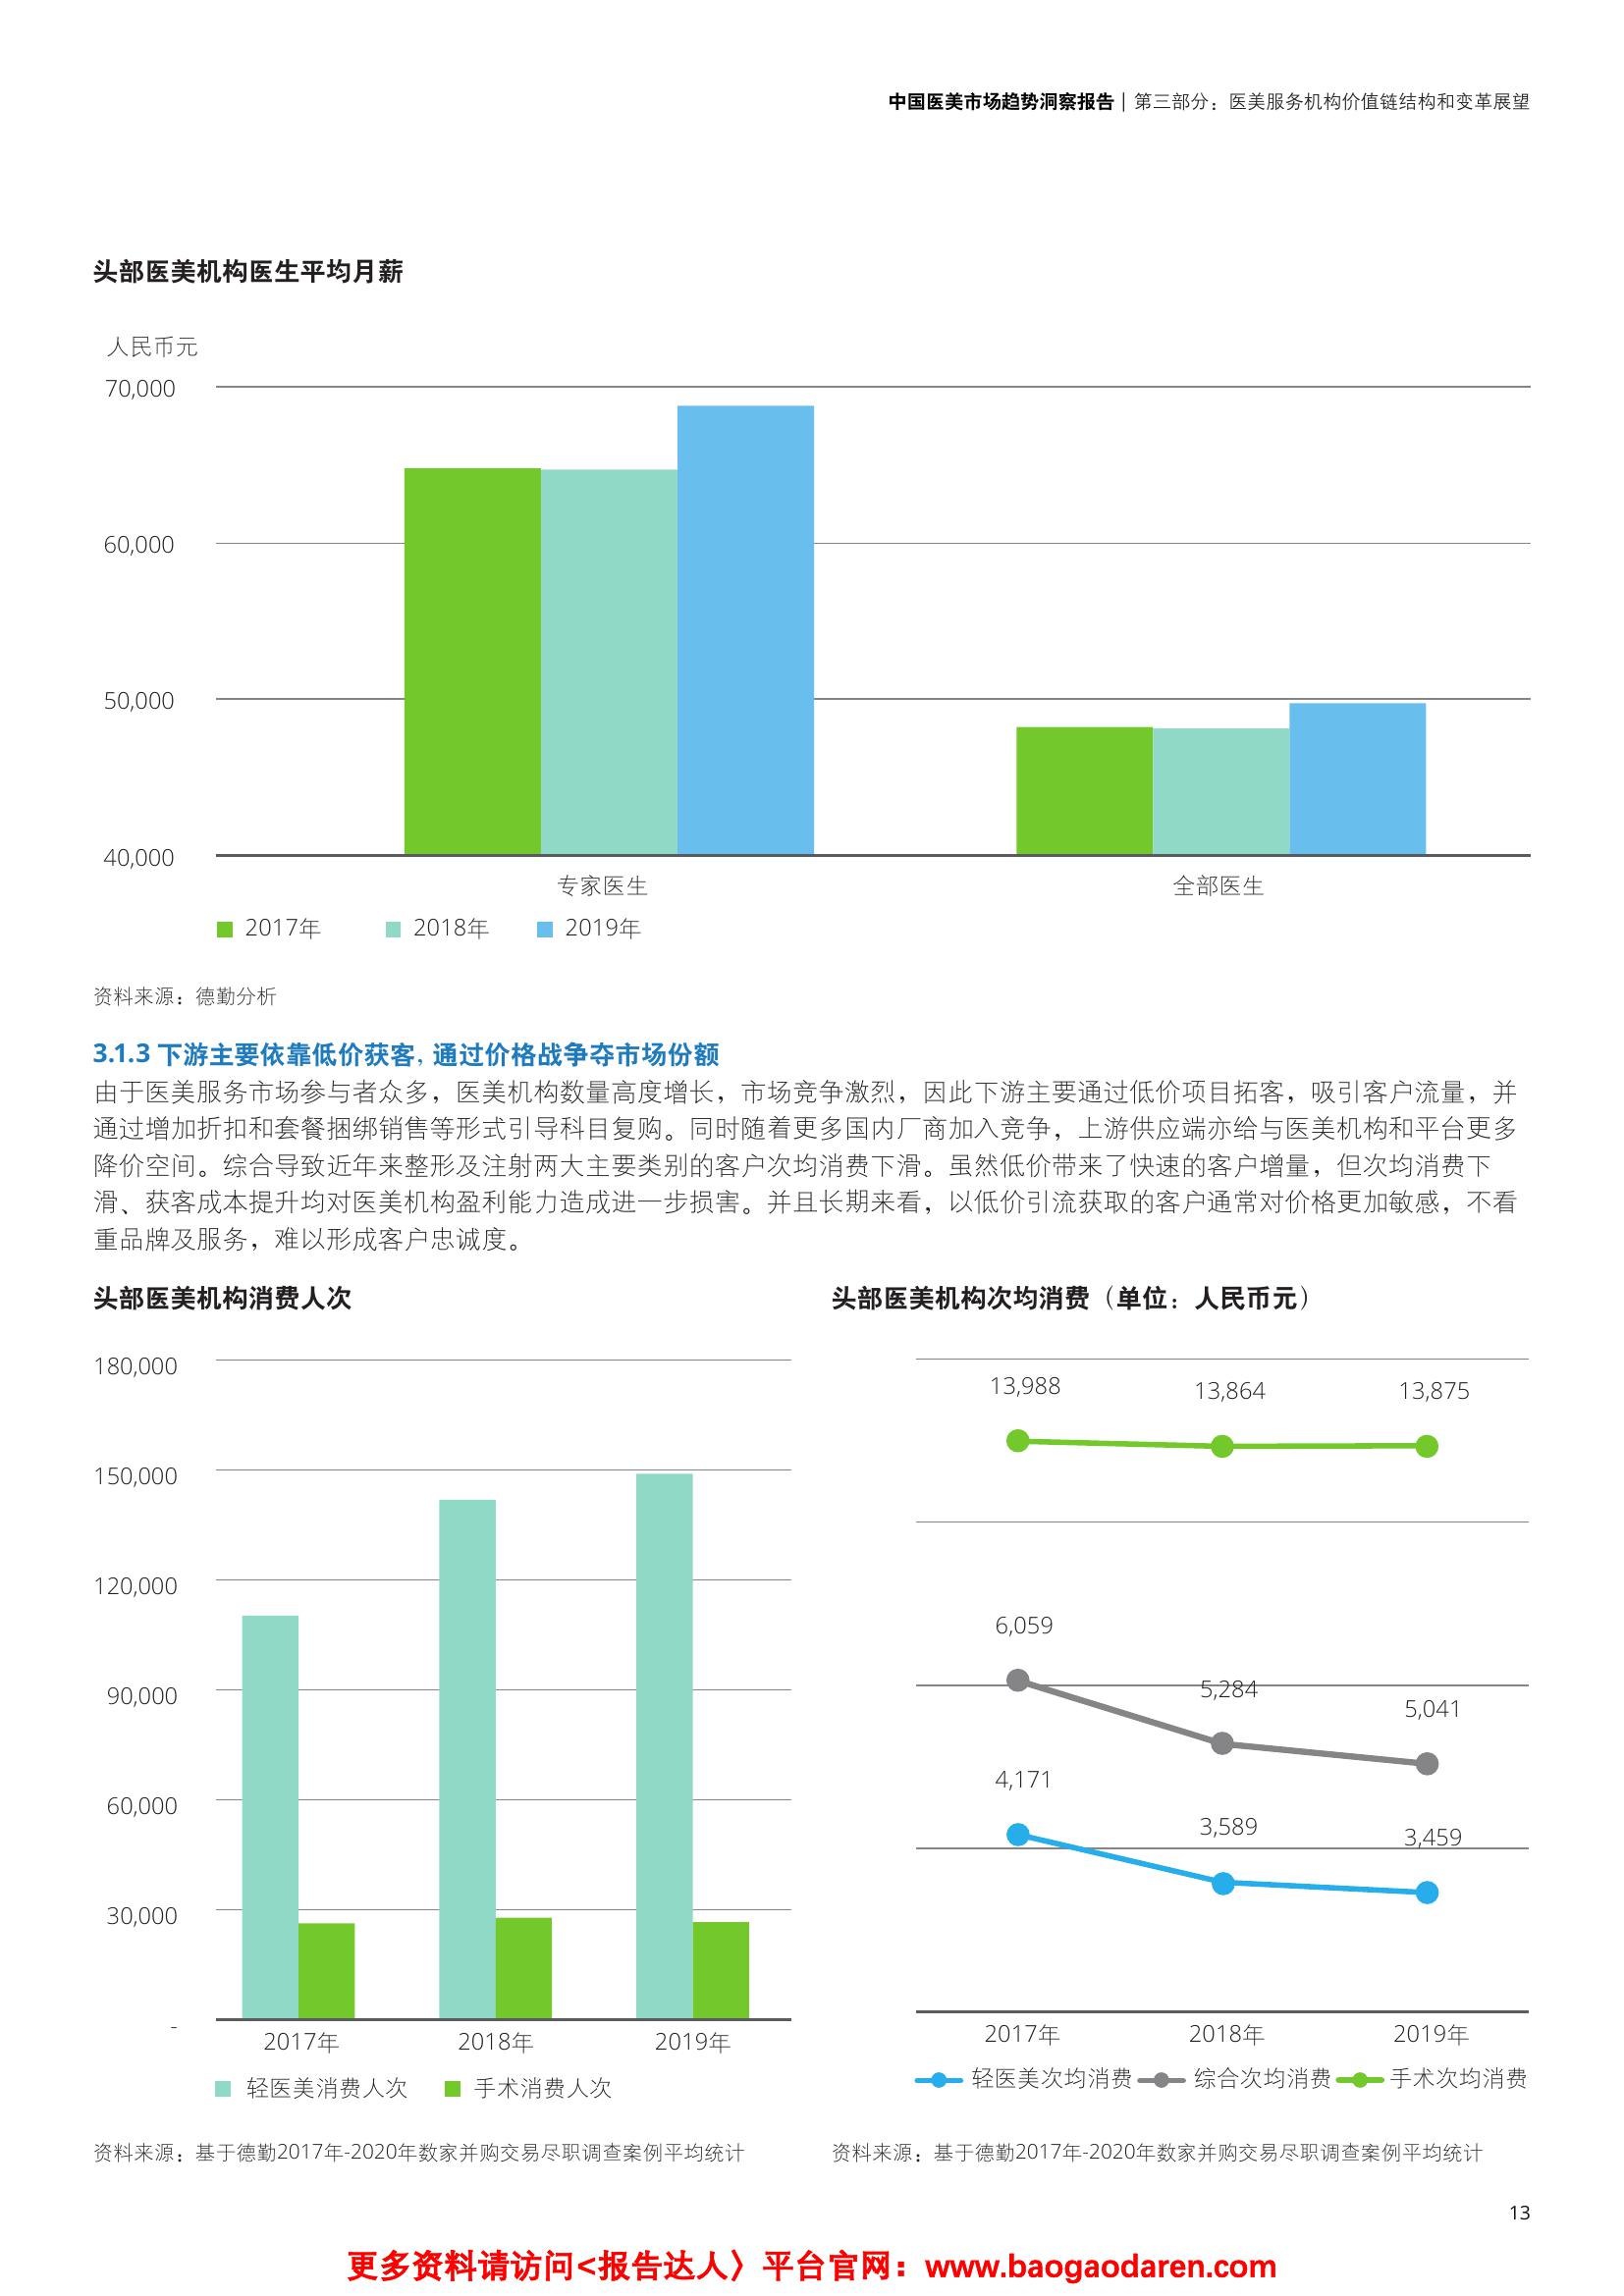 中国医美市场趋势洞察报告 | 第三部分：医美服务机构价值链结构和变革展望
头部医美机构医生平均月薪
人民币元
70,000
60,000
50,000
40,000
专家医生
全部医生
2017年
2018年
2019年
资料来源：德勤分析
3.1.3 下游主要依靠低价获客, 通过价格战争夺市场份额
由于医美服务市场参与者众多，医美机构数量高度增长，市场竞争激烈，因此下游主要通过低价项目拓客，吸引客户流量，并
通过增加折扣和套餐捆绑销售等形式引导科目复购。同时随着更多国内厂商加入竞争，上游供应端亦给与医美机构和平台更多
降价空间。综合导致近年来整形及注射两大主要类别的客户次均消费下滑。虽然低价带来了快速的客户增量，但次均消费下
滑、获客成本提升均对医美机构盈利能力造成进一步损害。并且长期来看，以低价引流获取的客户通常对价格更加敏感，不看
重品牌及服务，难以形成客户忠诚度。
头部医美机构消费人次
180,000
150,000
120,000
90,000
60,000
30,000
-
2017年
2018年
2019年
轻医美消费人次
手术消费人次
资料来源：基于德勤2017年-2020年数家并购交易尽职调查案例平均统计
头部医美机构次均消费（单位：人民币元）
13,988
13,864
13,875
6,059
5,284
5,041
4,171
3,589
3,459
2017年
2018年
2019年
轻医美次均消费
综合次均消费
手术次均消费
资料来源：基于德勤2017年-2020年数家并购交易尽职调查案例平均统计
13
更多资料请访问<报告达人〉平台官网：www.baogaodaren.com